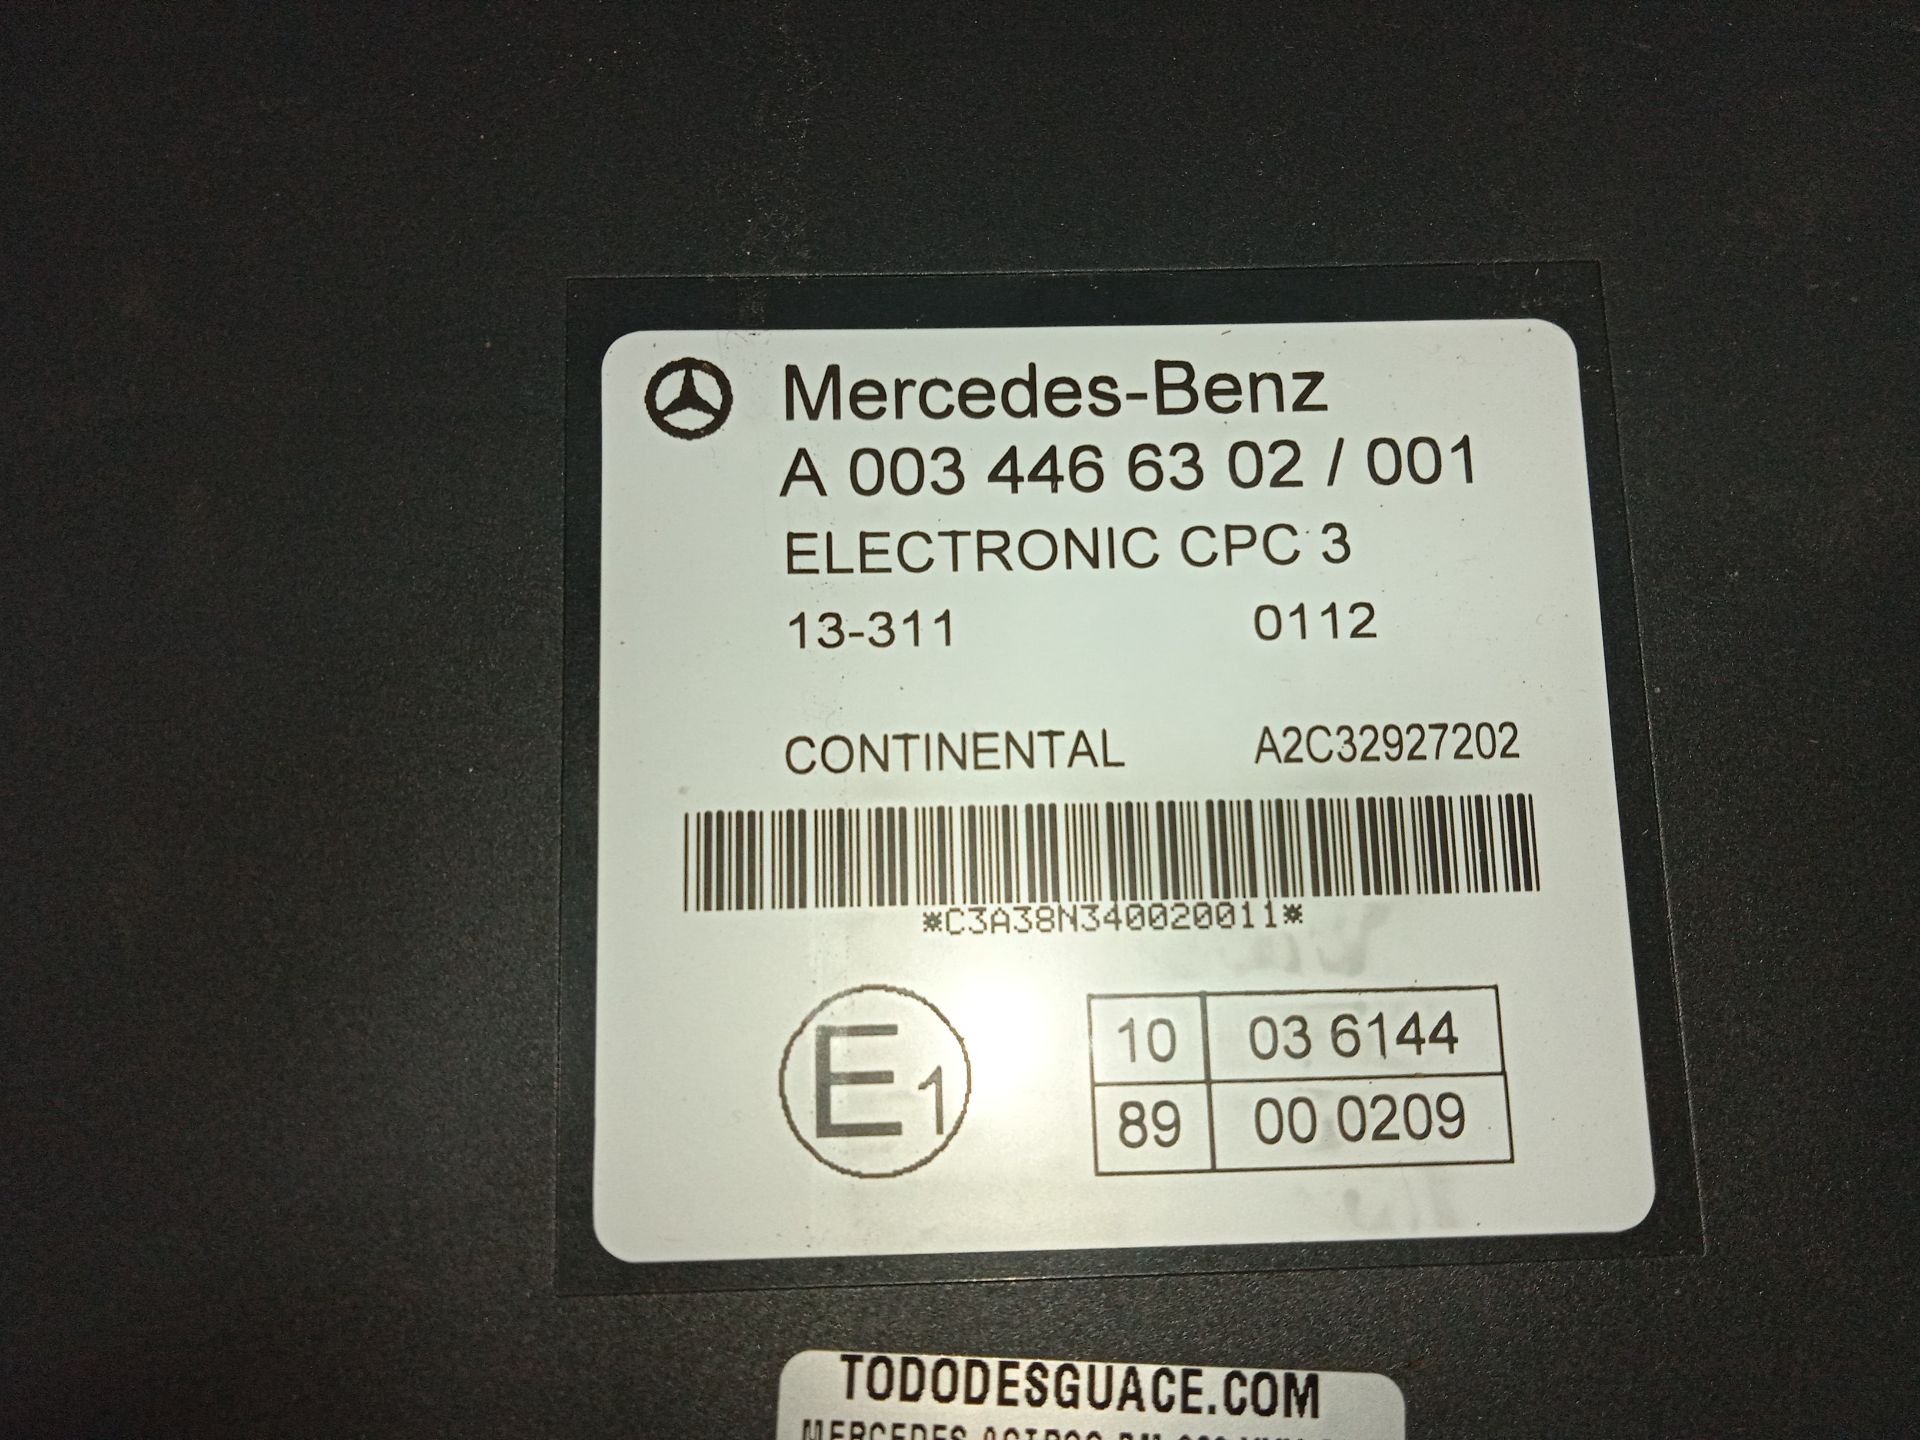 Mercedes-Benz
A 003 446 63 02 / 001
ELECTRONIC CPC 3
13-311 0112
CONTINENTAL A2C32927202
*C3A38N340020011*
E1
10 03 6144
89 00 0209
TODODESGUACE.COM
MERCEDES